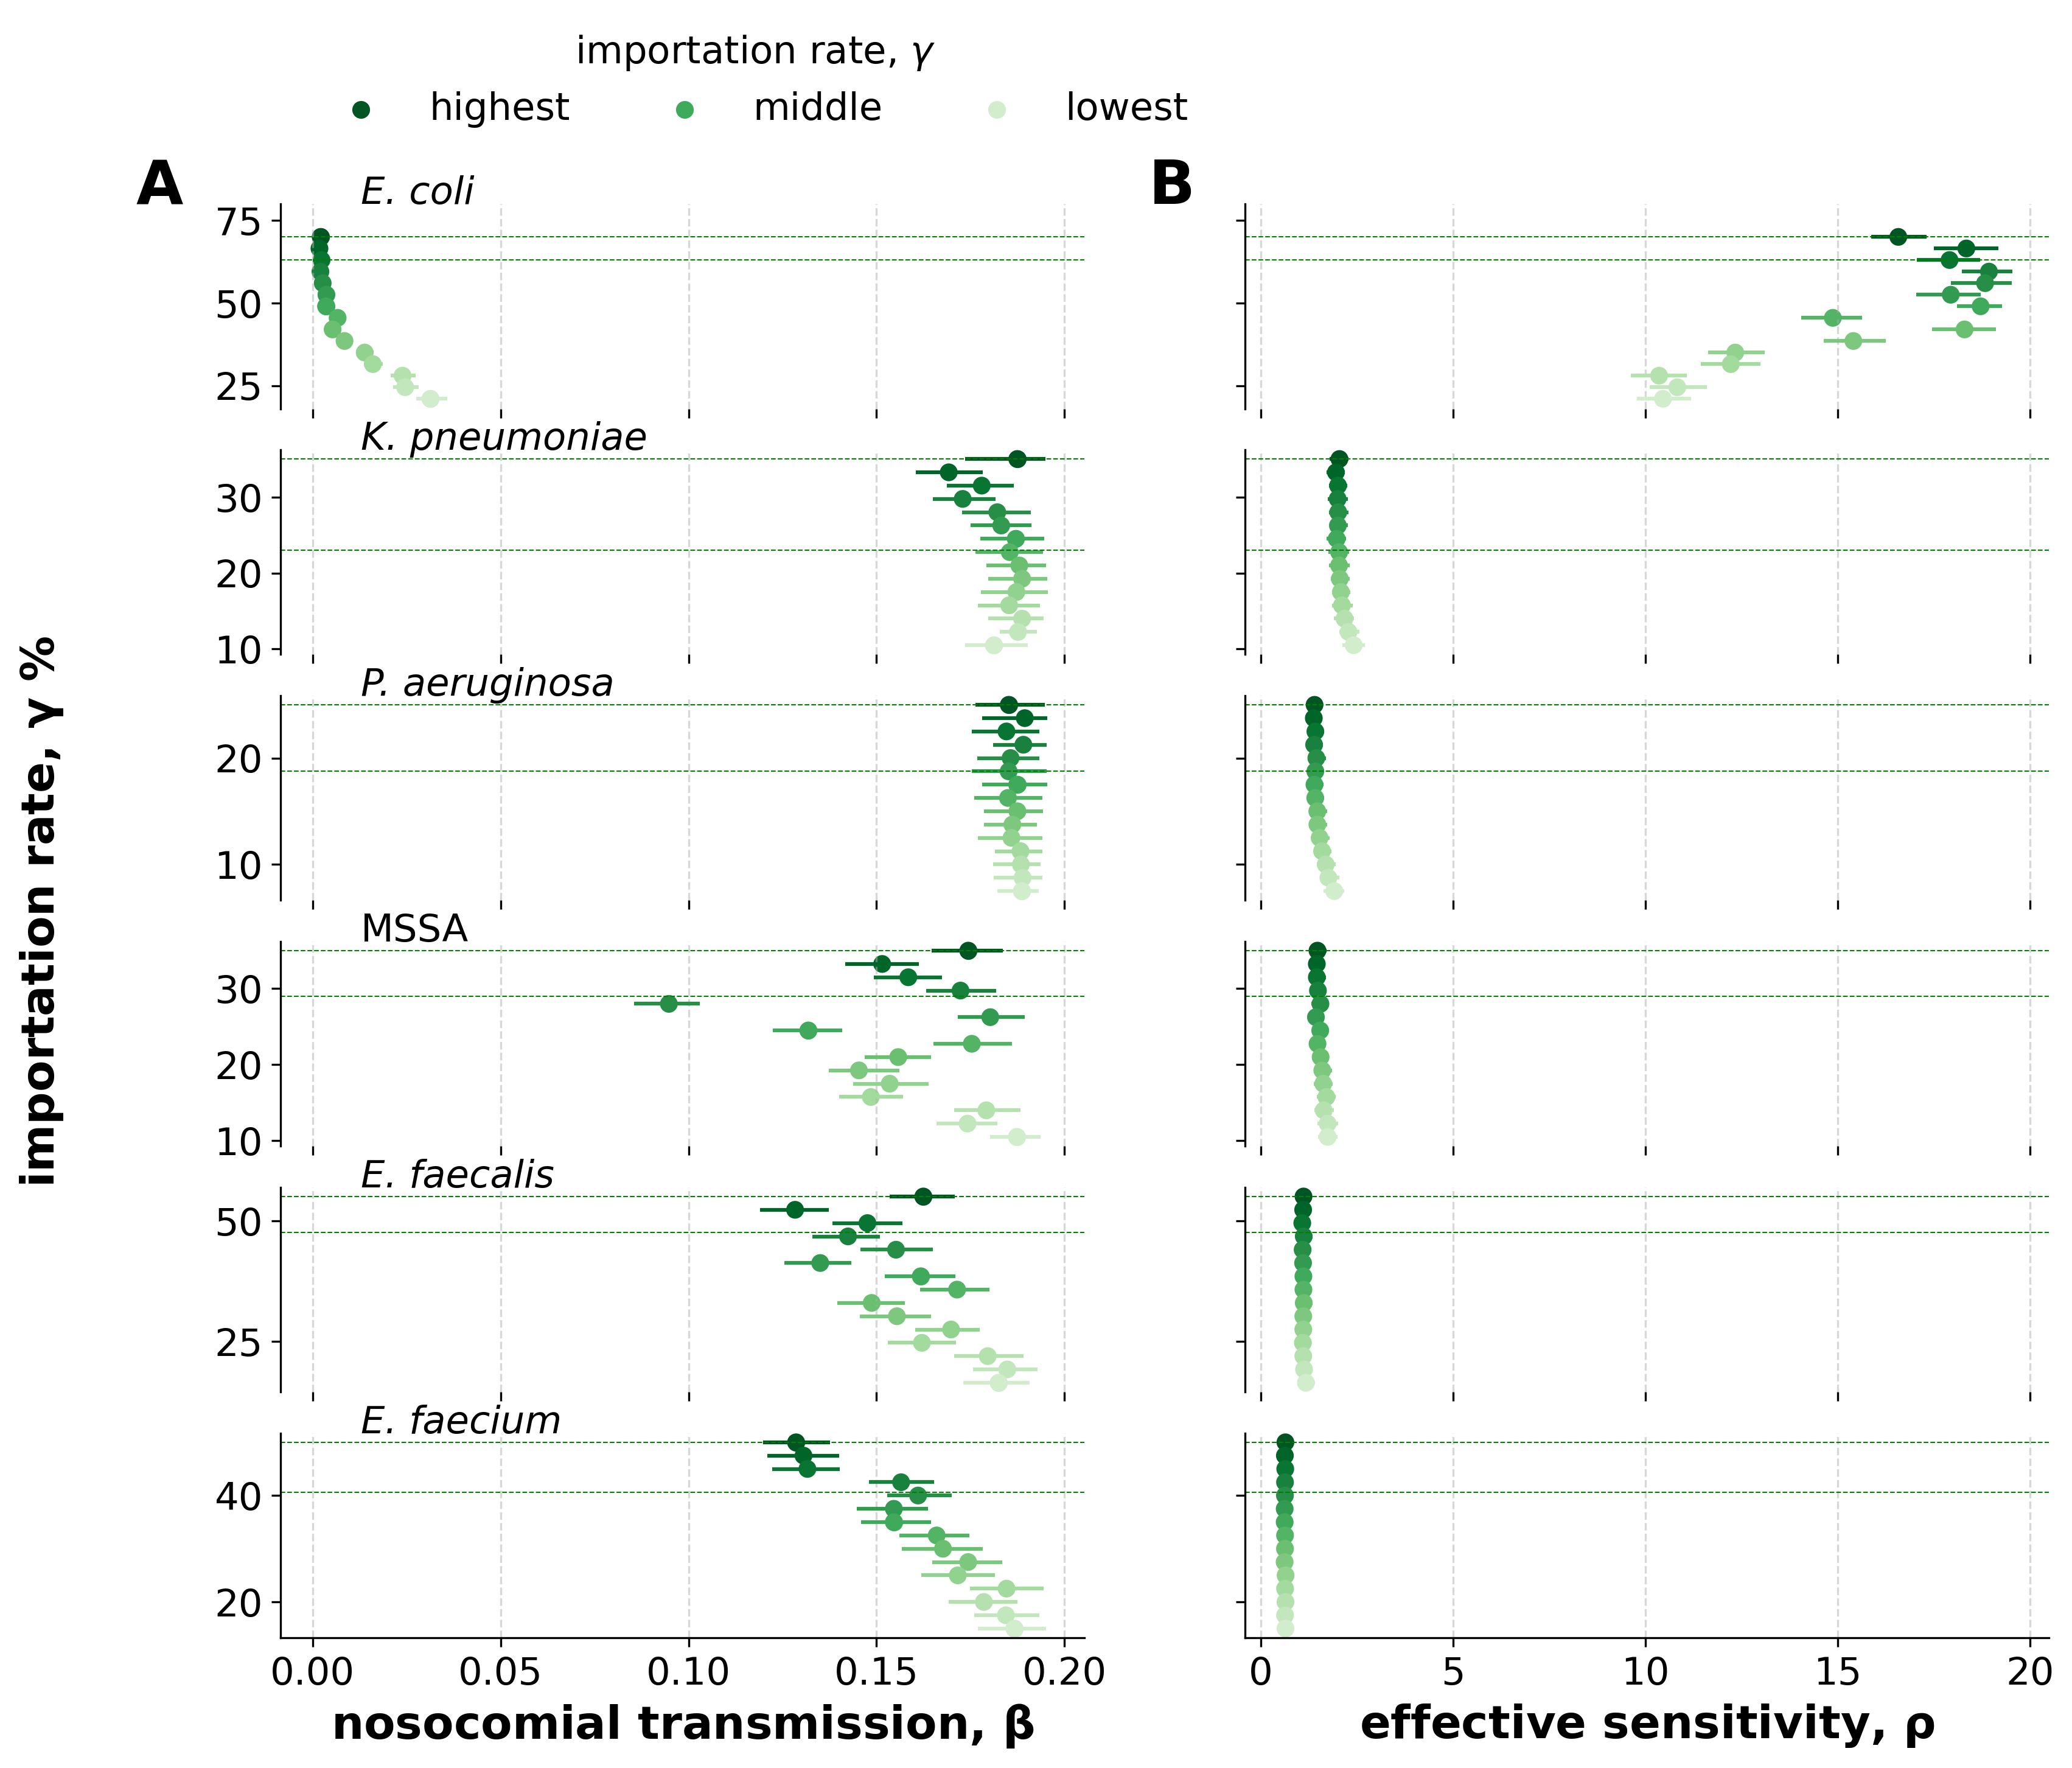 importation rate, γ
highest middle lowest
A B
E. coli
75
50
25
K. pneumoniae
30
20
10
P. aeruginosa
20
10
MSSA
30
20
10
E. faecalis
50
25
E. faecium
40
20
importation rate, γ %
0.00 0.05 0.10 0.15 0.20
0 5 10 15 20
nosocomial transmission, β
effective sensitivity, ρ